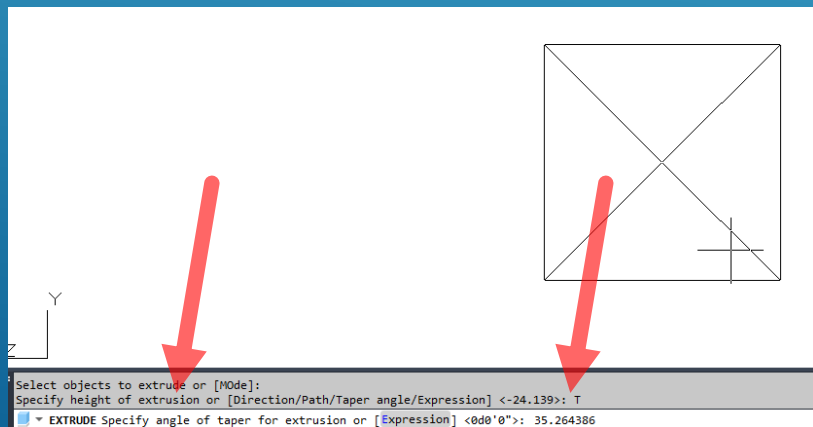 Y
Z
Select objects to extrude or [MOde]:
Specify height of extrusion or [Direction/Path/Taper angle/Expression] <-24.139>: T
EXTRUDE Specify angle of taper for extrusion or [Expression] <0d0'0">: 35.264386